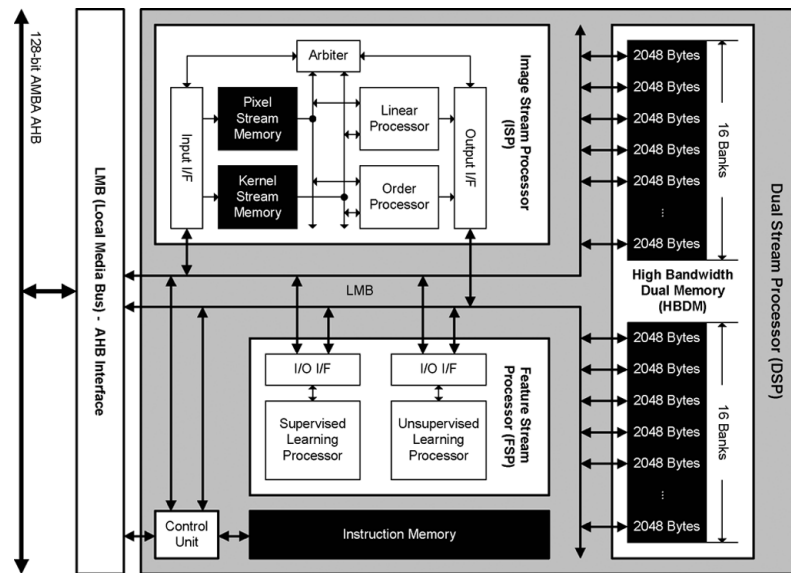 128-bit AMBA AHB
LMB (Local Media Bus) - AHB Interface
Arbiter
Input I/F
Pixel
Stream
Memory
Kernel
Stream
Memory
Linear
Processor
Order
Processor
Output I/F
Image Stream Processor
(ISP)
LMB
I/O I/F
I/O I/F
Supervised
Learning
Processor
Unsupervised
Learning
Processor
Feature Stream
Processor (FSP)
Control
Unit
Instruction Memory
2048 Bytes
2048 Bytes
2048 Bytes
2048 Bytes
2048 Bytes
...
2048 Bytes
16 Banks
High Bandwidth
Dual Memory
(HBDM)
2048 Bytes
2048 Bytes
2048 Bytes
2048 Bytes
2048 Bytes
...
2048 Bytes
16 Banks
Dual Stream Processor (DSP)